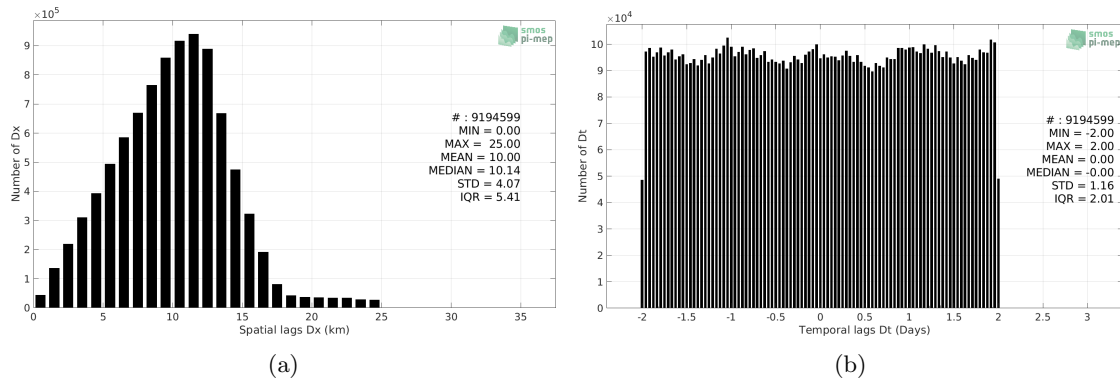 ×10⁵
9
8
7
6
5
4
3
2
1
0
Number of Dx
0 5 10 15 20 25 30 35
Spatial lags Dx (km)
smos
pi-mep
# : 9194599
MIN = 0.00
MAX = 25.00
MEAN = 10.00
MEDIAN = 10.14
STD = 4.07
IQR = 5.41
(a)
×10⁴
10
9
8
7
6
5
4
3
2
1
0
Number of Dt
-2 -1.5 -1 -0.5 0 0.5 1 1.5 2 2.5 3
Temporal lags Dt (Days)
smos
pi-mep
# : 9194599
MIN = -2.00
MAX = 2.00
MEAN = 0.00
MEDIAN = -0.00
STD = 1.16
IQR = 2.01
(b)